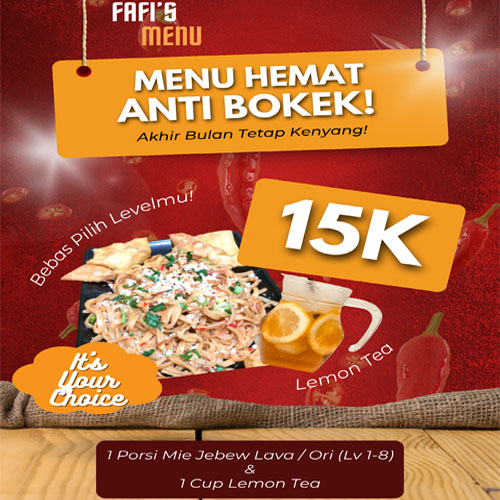 FAFI'S
MENU
MENU HEMAT
ANTI BOKEK!
Akhir Bulan Tetap Kenyang!
Bebas Pilih Levelmu!
15K
Lemon Tea
It's
Your
Choice
1 Porsi Mie Jebew Lava / Ori (Lv 1-8)
&
1 Cup Lemon Tea